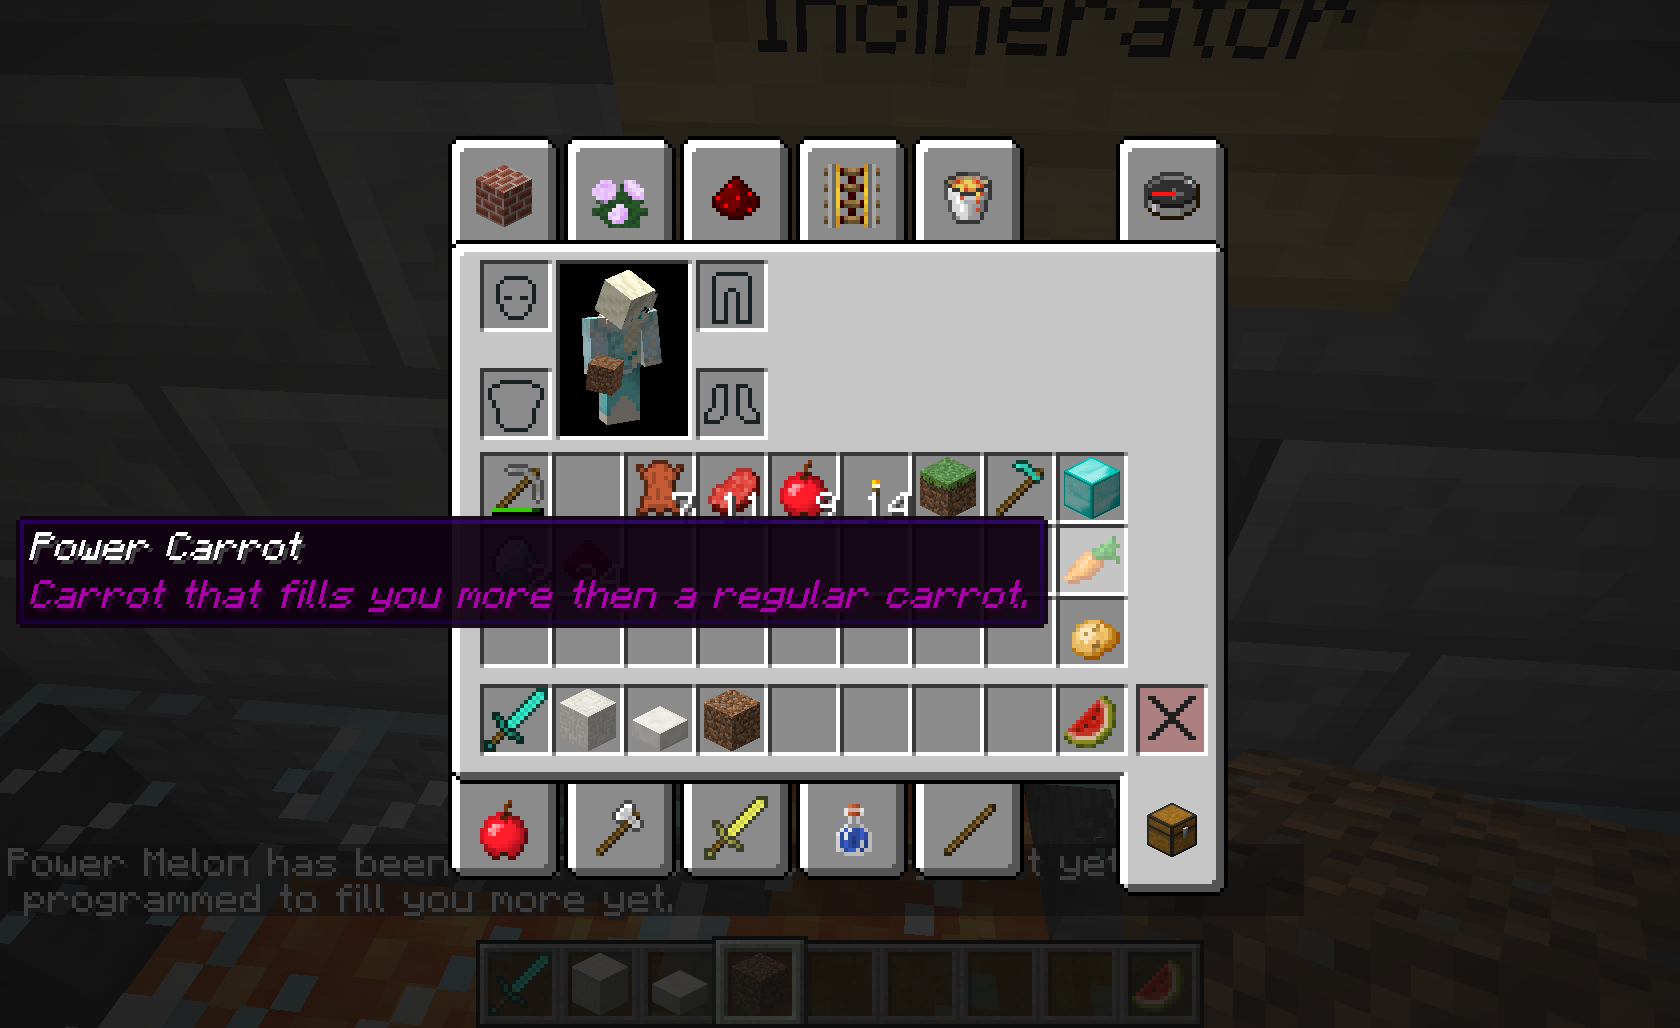 Incinerator
7 11 9 14
Power Carrot
Carrot that fills you more then a regular carrot.
Power Melon has been t yet
programmed to fill you more yet.